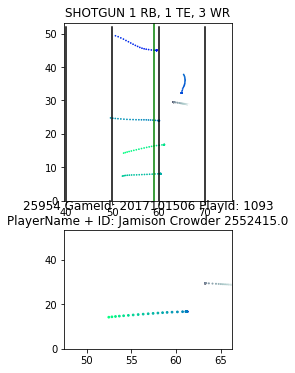 SHOTGUN 1 RB, 1 TE, 3 WR
50
40
30
20
10
0
40 50 60 70
25954 GameId: 2017101506 PlayId: 1093
PlayerName + ID: Jamison Crowder 2552415.0
40
20
0
50 55 60 65